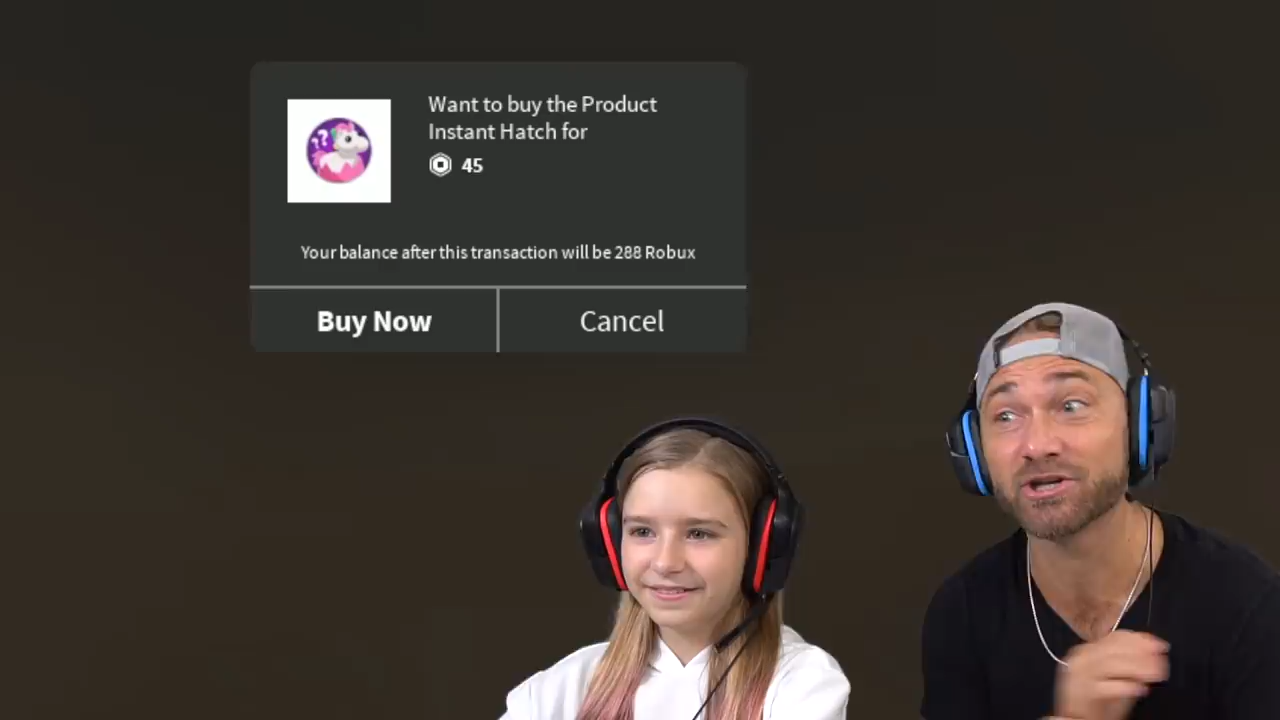 Want to buy the Product
Instant Hatch for
45
Your balance after this transaction will be 288 Robux
Buy Now
Cancel